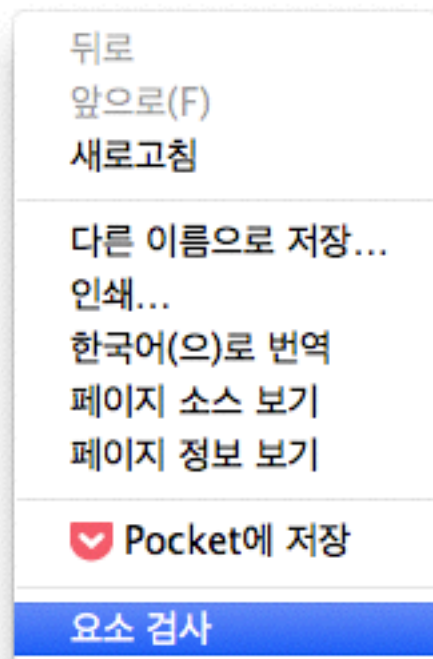 뒤로
앞으로(F)
새로고침
다른 이름으로 저장...
인쇄...
한국어(으)로 번역
페이지 소스 보기
페이지 정보 보기
Pocket에 저장
요소 검사